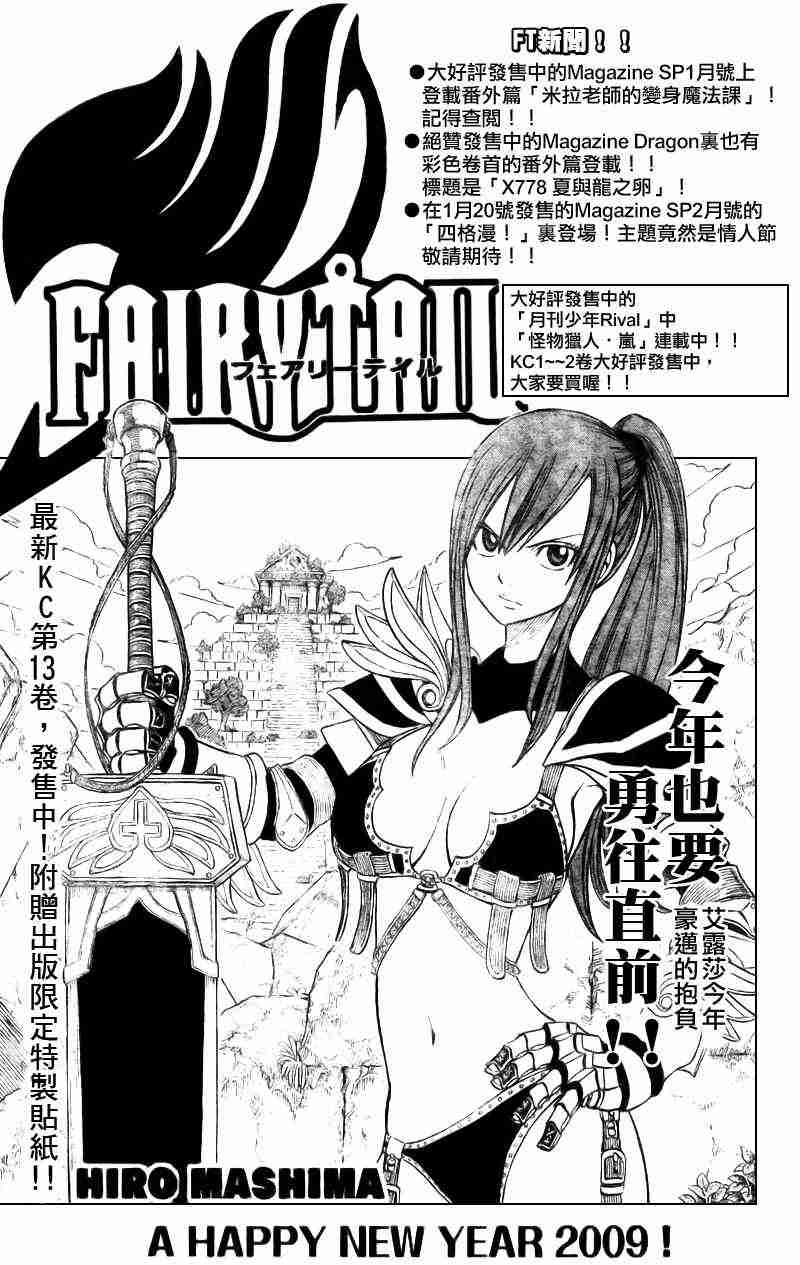 FT新聞！！
●大好評發售中的Magazine SP1月號上
登載番外篇「米拉老師的變身魔法課」！
記得查閱！！
●絕贊發售中的Magazine Dragon裏也有
彩色卷首的番外篇登載！！
標題是「X778 夏與龍之卵」！
●在1月20號發售的Magazine SP2月號的
「四格漫！」裏登場！主題竟然是情人節
敬請期待！！
FAIRY TAIL
フェアリーテイル
大好評發售中的
「月刊少年Rival」中
「怪物獵人．嵐」連載中！！
KC1~~2卷大好評發售中，
大家要買喔！！
今年也要
勇往直前！！
艾露莎今年
豪邁的抱負
最新KC第13卷，發售中！附贈出版限定特製貼紙！！
HIRO MASHIMA
A HAPPY NEW YEAR 2009！